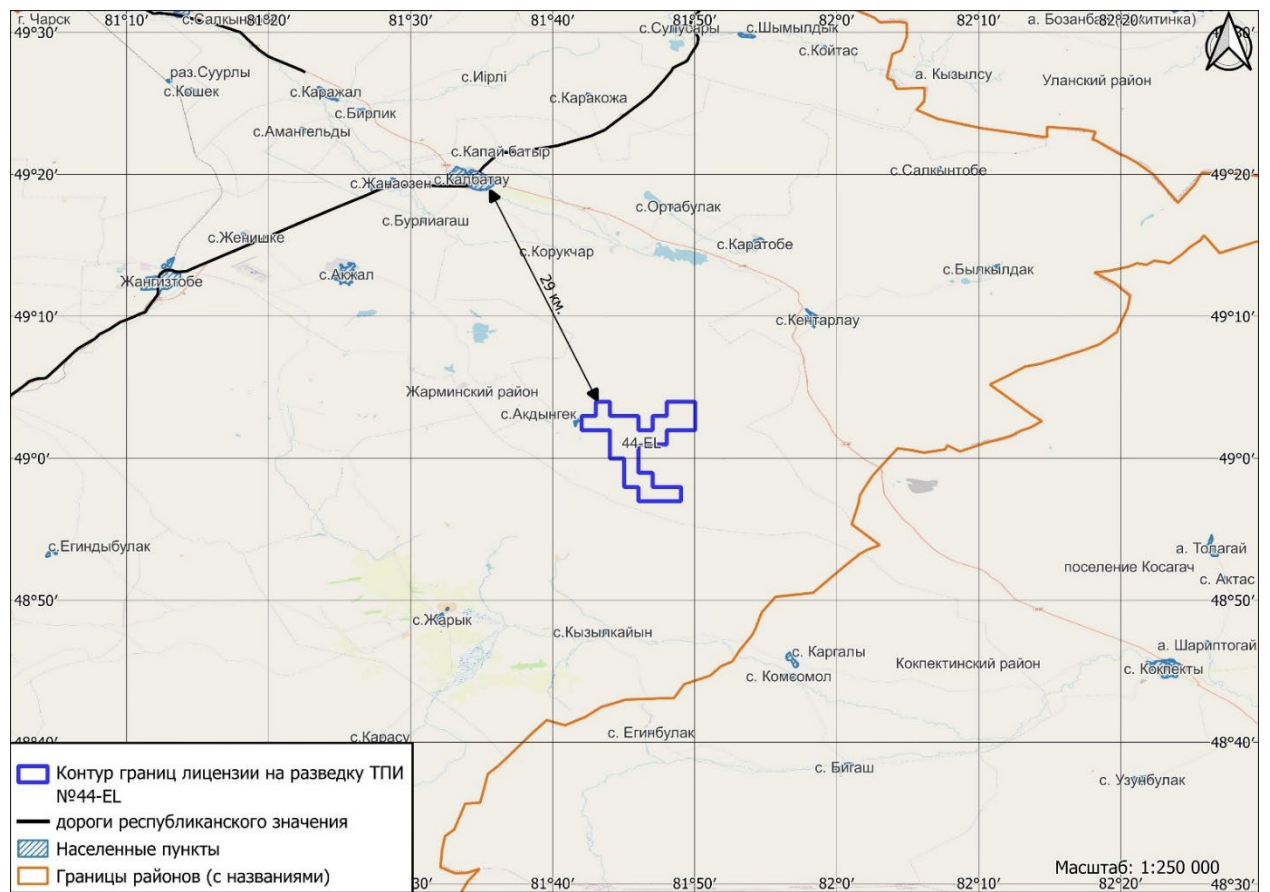 г. Чарск
с.Салкынтөбе
81°20′
81°30′
81°40′
81°50′
82°0′
82°10′
а. Бозанбай (Никитинка)
82°20′
49°30′
с.Сулусары
с.Шымылдык
с.Койтас
раз.Суурлы
с.Кошек
с.Каражал
с.Бирлик
с.Амангельды
с.Иірлі
с.Каракожа
а. Кызылсу
Уланский район
с.Капай-батыр
49°20′
с.Жанаозен
с.Калбатау
с.Салкынтобе
49°20′
с.Бурлиагаш
с.Ортабулак
с.Женишке
с.Корукчар
с.Каратобе
Жангизтобе
с.Акжал
с.Былкылдак
29 км.
49°10′
с.Кентарлау
49°10′
Жарминский район
с.Акдынгек
44-EL
49°0′
49°0′
с.Егиндыбулак
а. Толагай
поселение Косагач
с. Актас
48°50′
48°50′
с.Жарык
с.Кызылкайын
с. Каргалы
с. Комсомол
Кокпектинский район
а. Шариптогай
с. Кокпекты
с.Карасу
с. Егинбулак
48°40′
48°40′
с. Бигаш
с. Узунбулак
Контур границ лицензии на разведку ТПИ
№44-EL
дороги республиканского значения
Населенные пункты
Границы районов (с названиями)
Масштаб: 1:250 000
81°40′
81°50′
82°0′
82°10′
82°20′
48°30′